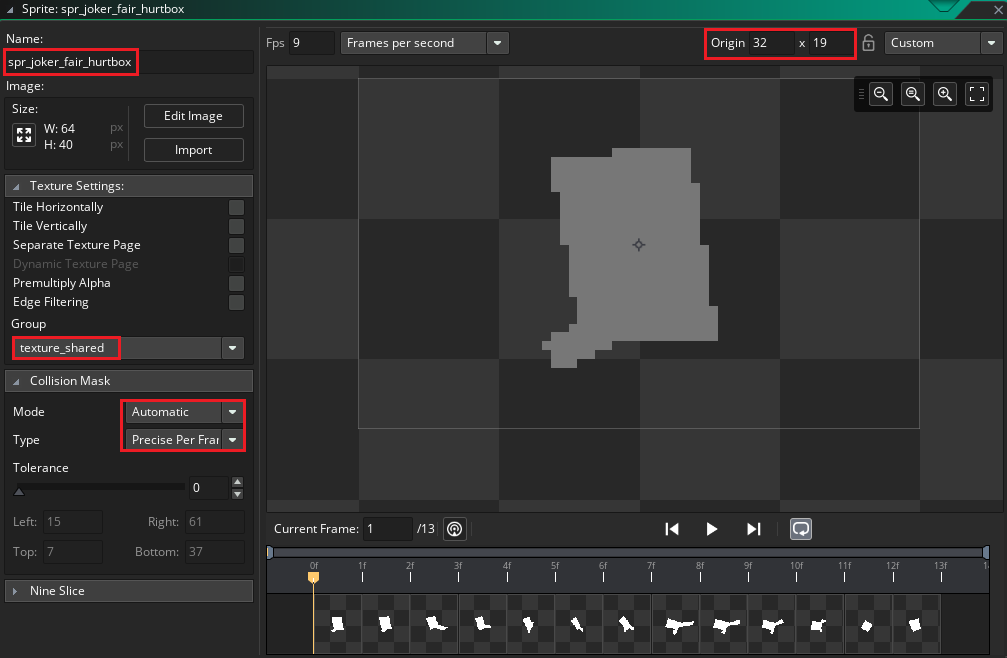 Sprite: spr_joker_fair_hurtbox
Name:
spr_joker_fair_hurtbox
Image:
Size:
W: 64 px
H: 40 px
Edit Image
Import
Texture Settings:
Tile Horizontally
Tile Vertically
Separate Texture Page
Dynamic Texture Page
Premultiply Alpha
Edge Filtering
Group
texture_shared
Collision Mask
Mode Automatic
Type Precise Per Frar
Tolerance
0
Left: 15 Right: 61
Top: 7 Bottom: 37
Nine Slice
Fps 9 Frames per second Origin 32 x 19 Custom
Current Frame: 1 /13
0f 1f 2f 3f 4f 5f 6f 7f 8f 9f 10f 11f 12f 13f 1